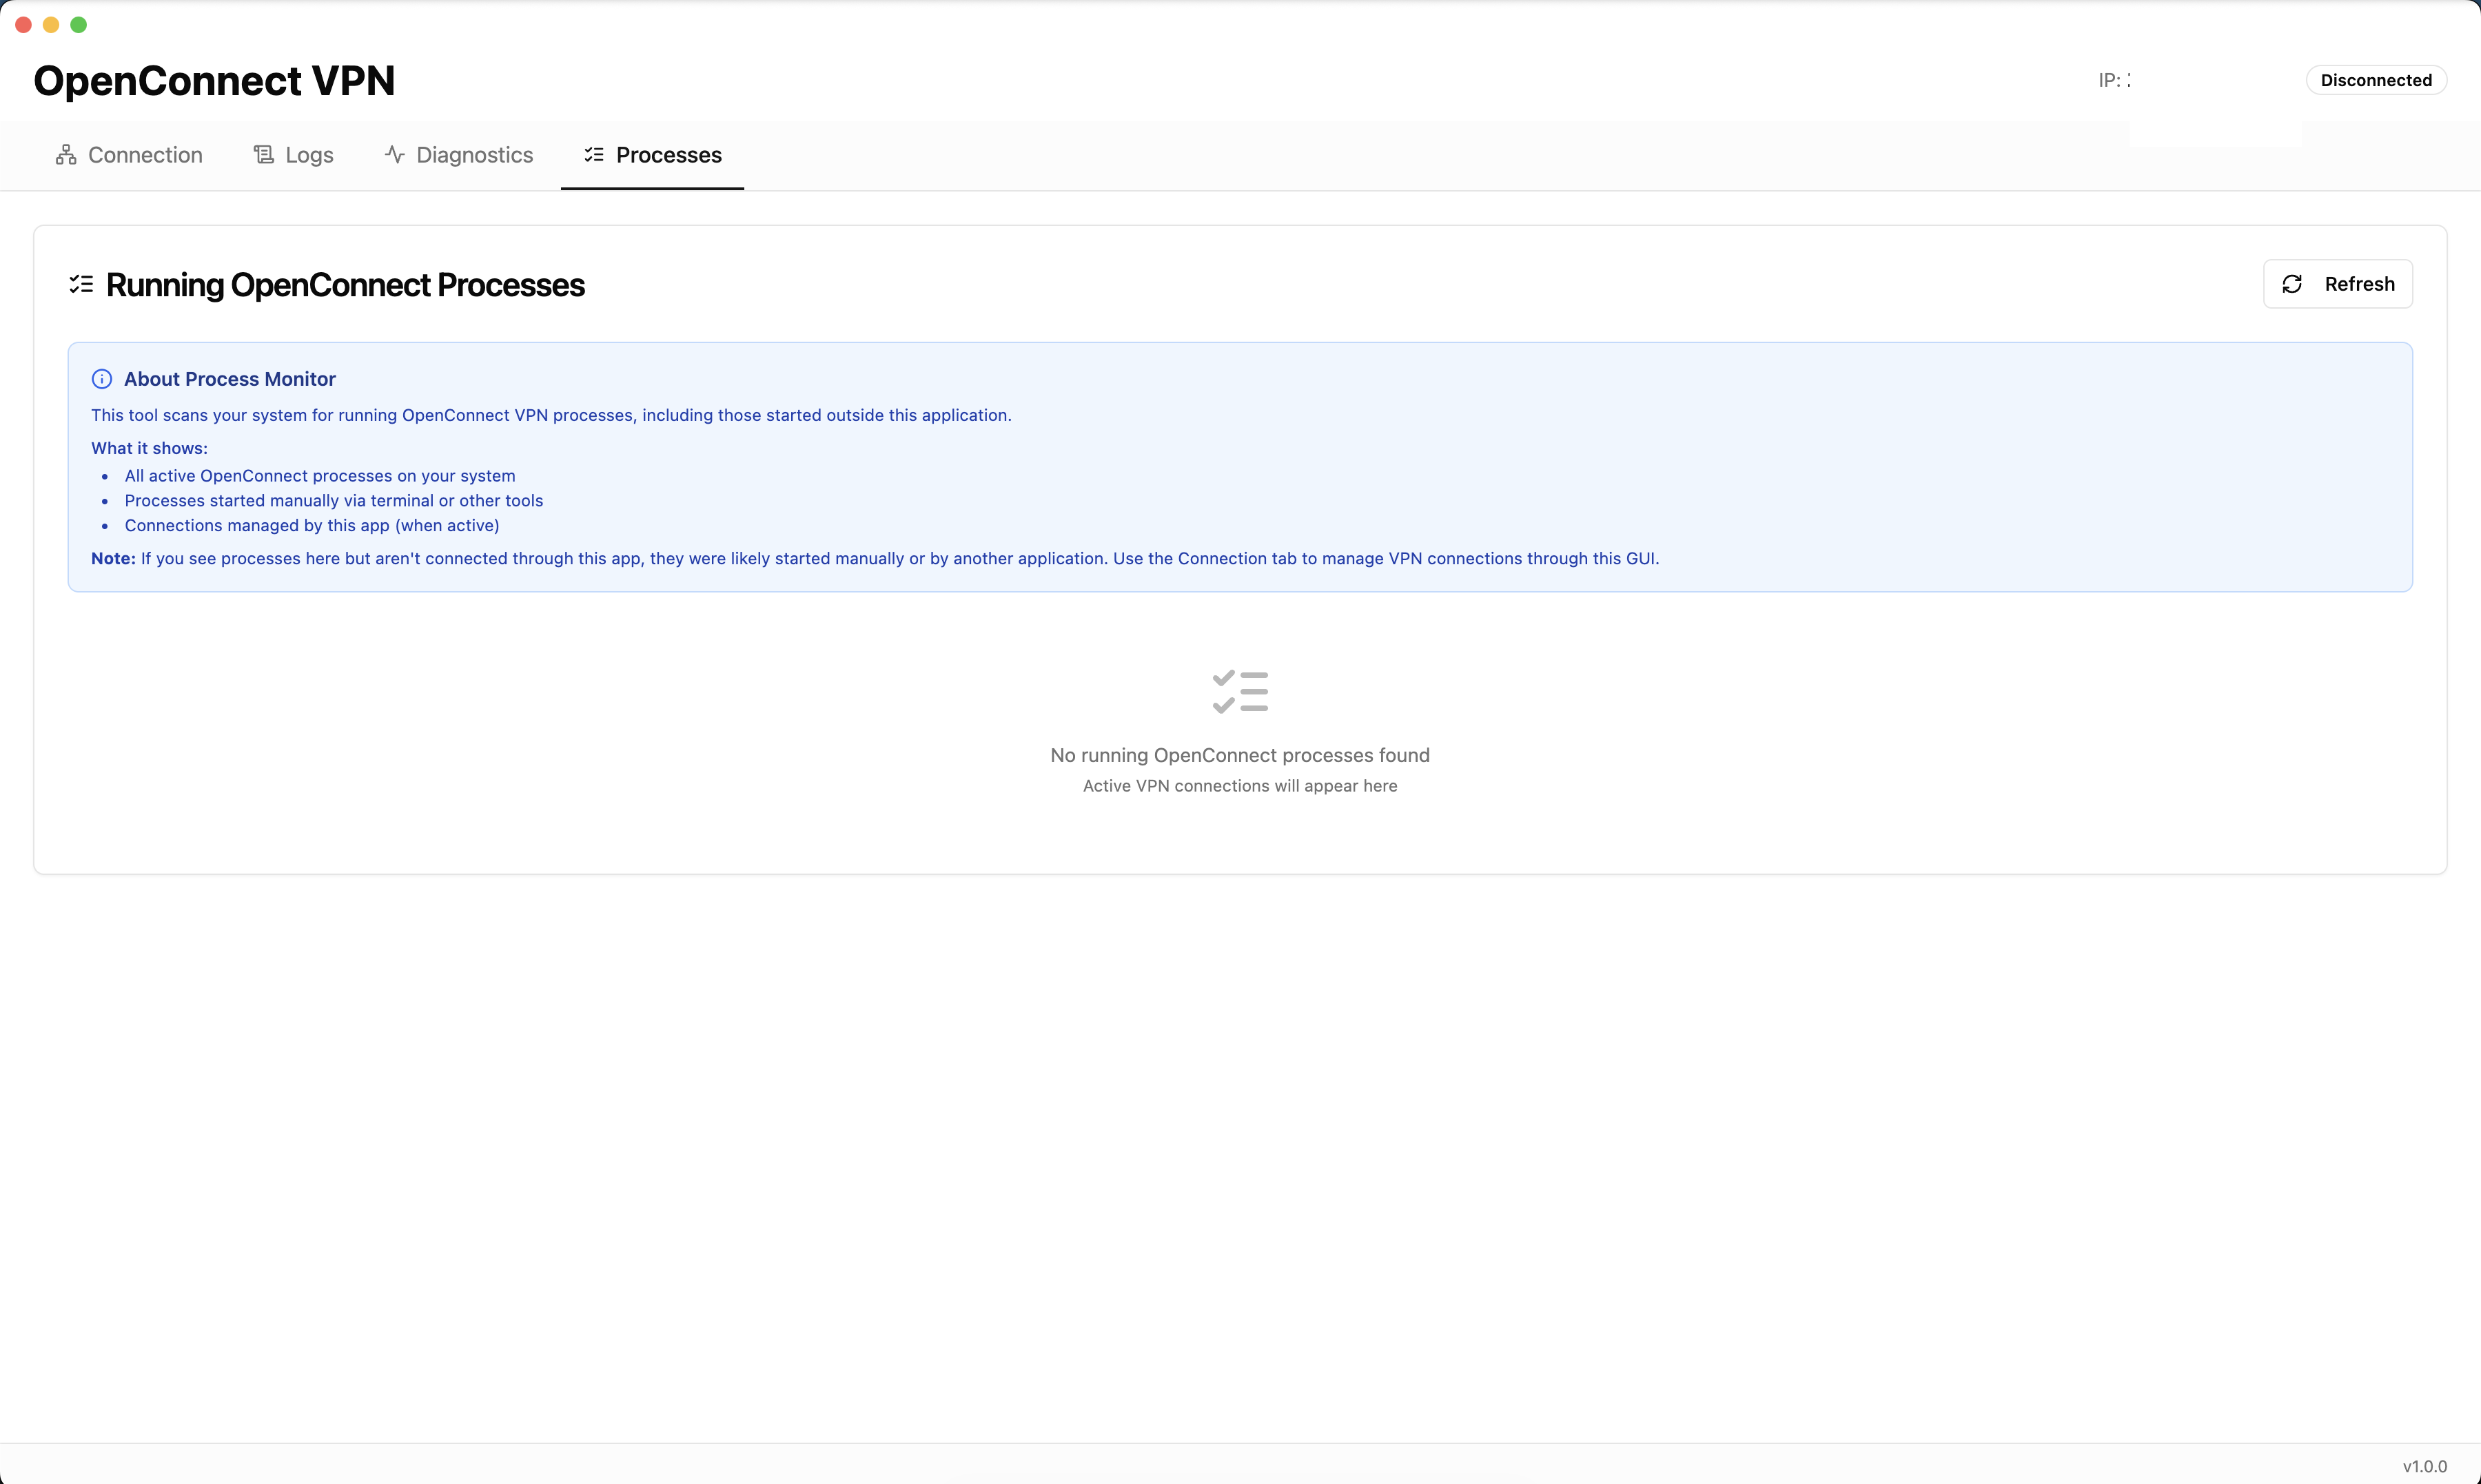 OpenConnect VPN
IP:
Disconnected
Connection
Logs
Diagnostics
Processes
Running OpenConnect Processes
Refresh
About Process Monitor
This tool scans your system for running OpenConnect VPN processes, including those started outside this application.
What it shows:
• All active OpenConnect processes on your system
• Processes started manually via terminal or other tools
• Connections managed by this app (when active)
Note: If you see processes here but aren't connected through this app, they were likely started manually or by another application. Use the Connection tab to manage VPN connections through this GUI.
No running OpenConnect processes found
Active VPN connections will appear here
v1.0.0